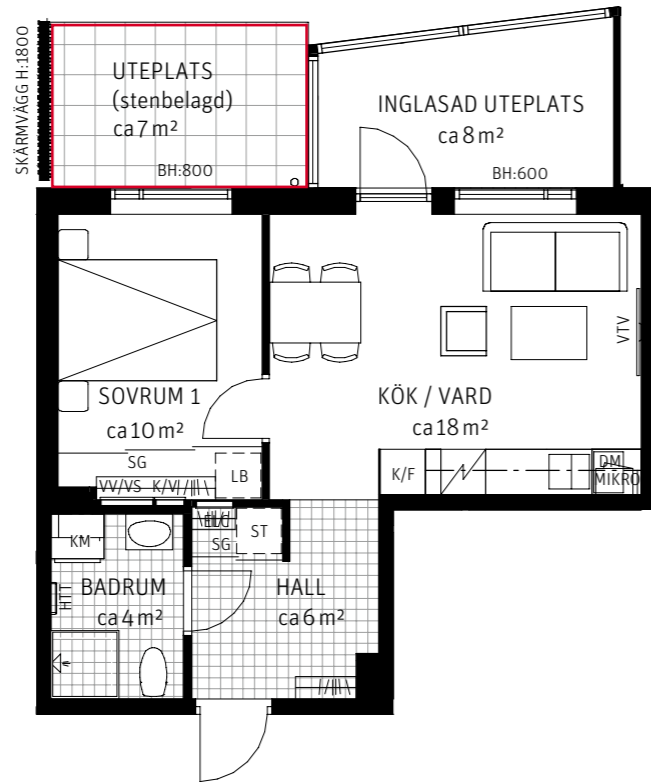 SKÄRMVÄGG H:1800
UTEPLATS
(stenbelagd)
ca 7 m²
BH:800
INGLASAD UTEPLATS
ca 8 m²
BH:600
VTV
SOVRUM 1
ca 10 m²
KÖK / VARD
ca 18 m²
SG
LB
VV/VS K/V
K/F
DM
MIKRO
KM
ELC
SG
ST
HTT
BADRUM
ca 4 m²
HALL
ca 6 m²